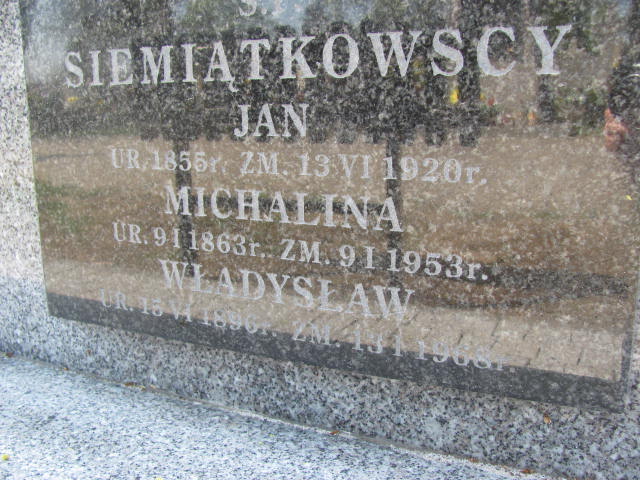 SIEMIĄTKOWSCY
JAN
UR. 1855r. ZM. 13 VI 1920r.
MICHALINA
UR. 9 I 1863r. ZM. 9 I 1953r.
WŁADYSŁAW
UR. 15 VI 1896r. ZM. 13 I 1968r.